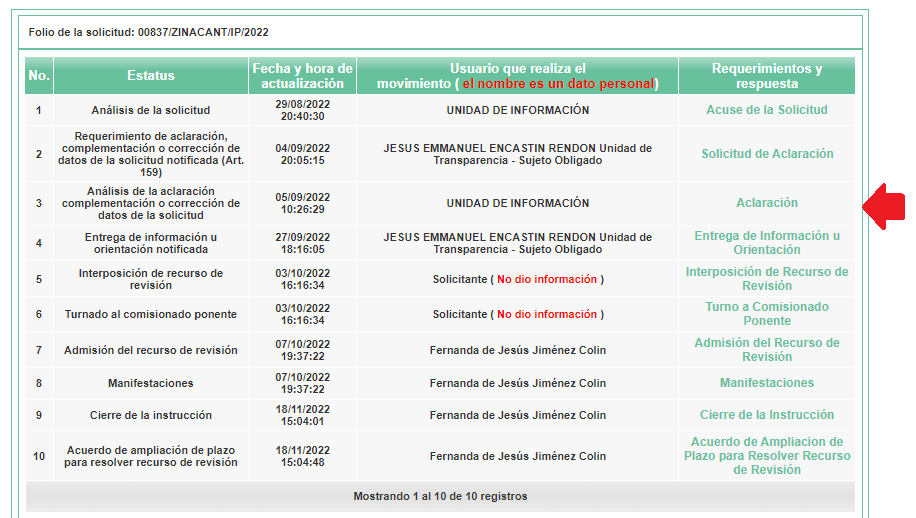 Folio de la solicitud: 00837/ZINACANT/IP/2022
No.
Estatus
Fecha y hora de
actualización
Usuario que realiza el
movimiento ( el nombre es un dato personal)
Requerimientos y
respuesta
1
Análisis de la solicitud
29/08/2022
20:40:30
UNIDAD DE INFORMACIÓN
Acuse de la Solicitud
2
Requerimiento de aclaración,
complementación o corrección de
datos de la solicitud notificada (Art.
159)
04/09/2022
20:05:15
JESUS EMMANUEL ENCASTIN RENDON Unidad de
Transparencia - Sujeto Obligado
Solicitud de Aclaración
3
Análisis de la aclaración
complementación o corrección de
datos de la solicitud
05/09/2022
10:26:29
UNIDAD DE INFORMACIÓN
Aclaración
4
Entrega de información u
orientación notificada
27/09/2022
18:16:05
JESUS EMMANUEL ENCASTIN RENDON Unidad de
Transparencia - Sujeto Obligado
Entrega de Información u
Orientación
5
Interposición de recurso de
revisión
03/10/2022
16:16:34
Solicitante ( No dio información )
Interposición de Recurso de
Revisión
6
Turnado al comisionado ponente
03/10/2022
16:16:34
Solicitante ( No dio información )
Turno a Comisionado
Ponente
7
Admisión del recurso de revisión
07/10/2022
19:37:22
Fernanda de Jesús Jiménez Colin
Admisión del Recurso de
Revisión
8
Manifestaciones
07/10/2022
19:37:22
Fernanda de Jesús Jiménez Colin
Manifestaciones
9
Cierre de la instrucción
18/11/2022
15:04:01
Fernanda de Jesús Jiménez Colin
Cierre de la Instrucción
10
Acuerdo de ampliación de plazo
para resolver recurso de revisión
18/11/2022
15:04:48
Fernanda de Jesús Jiménez Colin
Acuerdo de Ampliacion de
Plazo para Resolver Recurso
de Revisión
Mostrando 1 al 10 de 10 registros